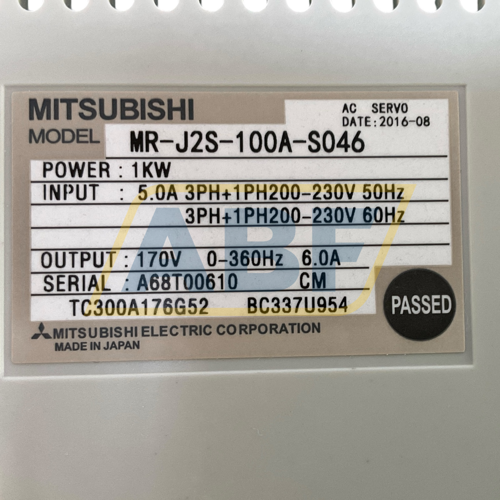 MITSUBISHI
AC SERVO
DATE:2016-08
MODEL MR-J2S-100A-S046
POWER : 1KW
INPUT : 5.0A 3PH+1PH200-230V 50Hz
3PH+1PH200-230V 60Hz
OUTPUT : 170V 0-360Hz 6.0A
SERIAL : A68T00610 CM
TC300A176G52 BC337U954
PASSED
MITSUBISHI ELECTRIC CORPORATION
MADE IN JAPAN
ABF